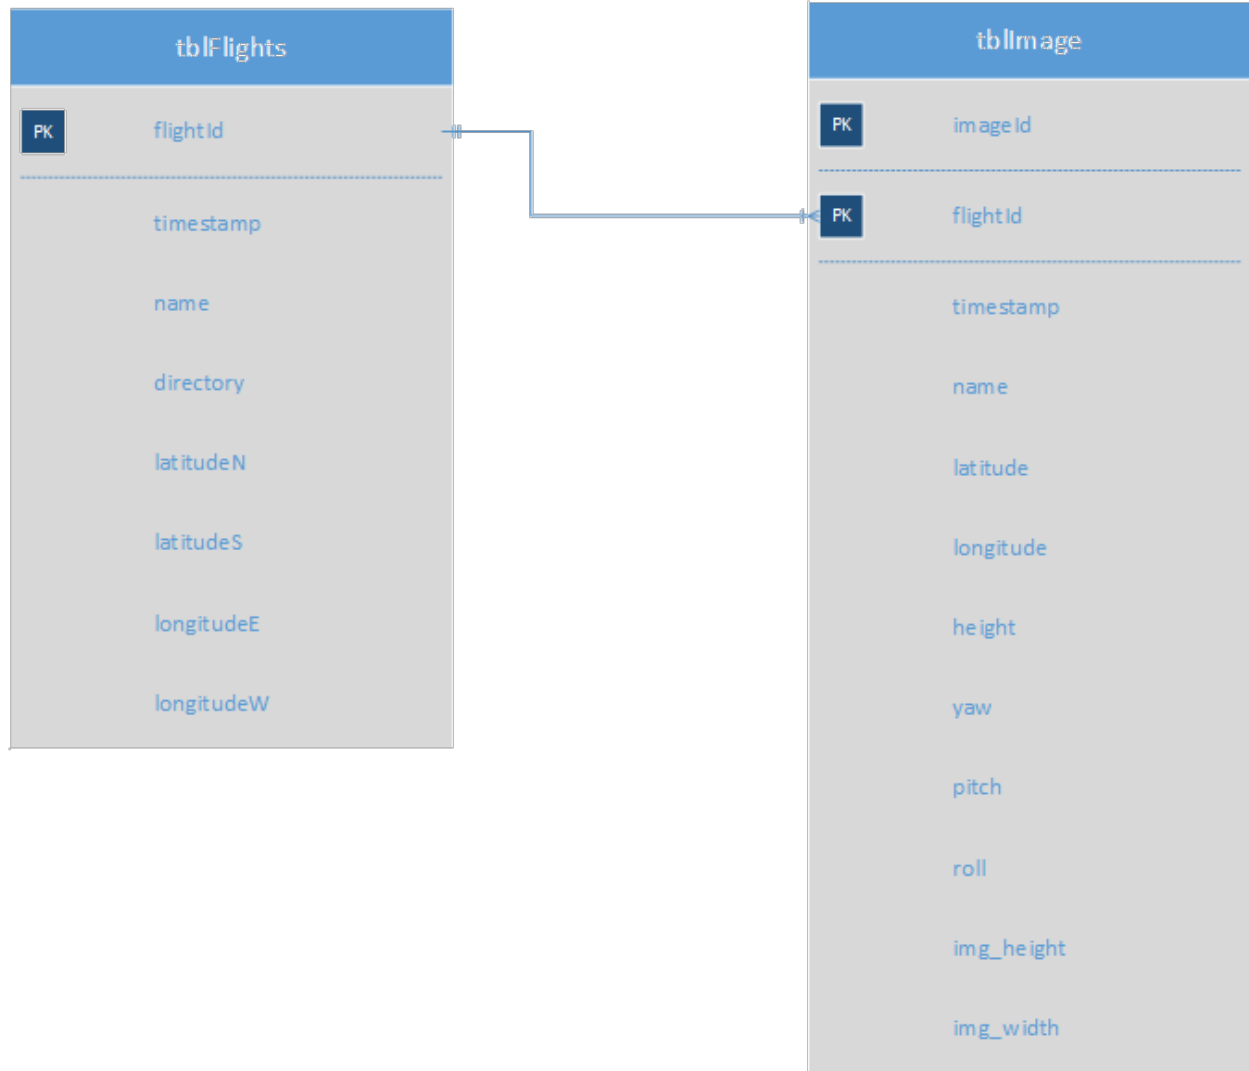 tblFlights
PK flightId
timestamp
name
directory
latitudeN
latitudeS
longitudeE
longitudeW
tblImage
PK imageId
PK flightId
timestamp
name
latitude
longitude
height
yaw
pitch
roll
img_height
img_width